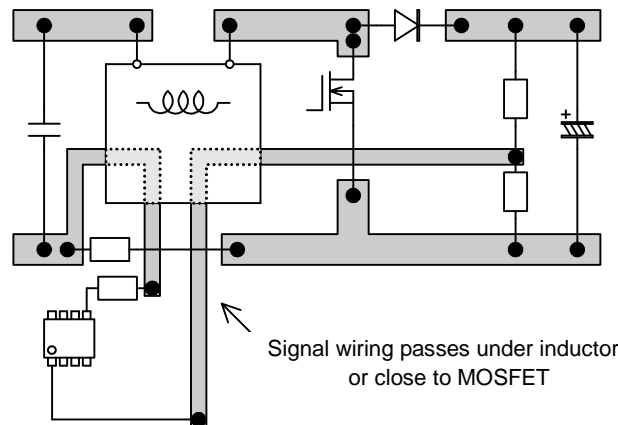 +
Signal wiring passes under inductor
or close to MOSFET